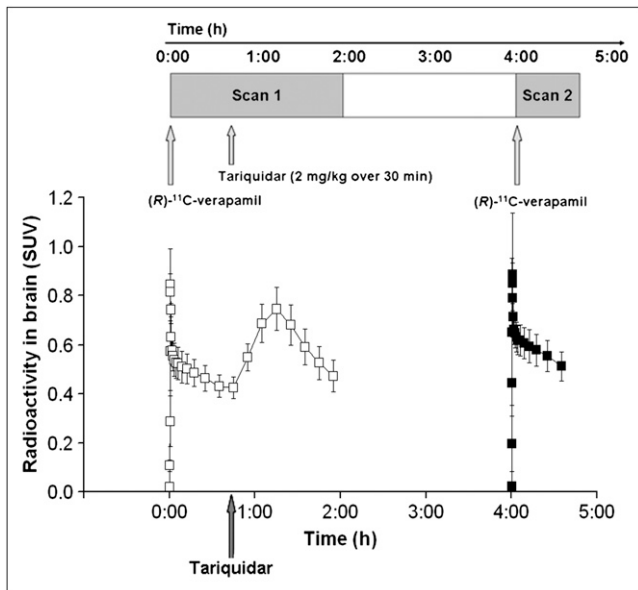 Time (h)
0:00 1:00 2:00 3:00 4:00 5:00
Scan 1 Scan 2
Tariquidar (2 mg/kg over 30 min)
(R)-¹¹C-verapamil (R)-¹¹C-verapamil
1.2
1.0
0.8
0.6
0.4
0.2
0.0
Radioactivity in brain (SUV)
0:00 1:00 2:00 3:00 4:00 5:00
Time (h)
Tariquidar